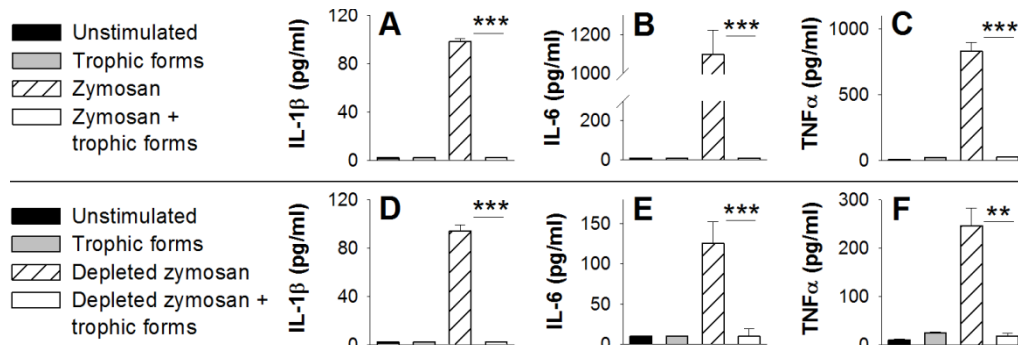 Unstimulated
Trophic forms
Zymosan
Zymosan +
trophic forms
A
***
IL-1β (pg/ml)
120
80
40
0
B
***
IL-6 (pg/ml)
1200
1000
200
0
C
***
TNFα (pg/ml)
1000
500
0
Unstimulated
Trophic forms
Depleted zymosan
Depleted zymosan +
trophic forms
D
***
IL-1β (pg/ml)
120
80
40
0
E
***
IL-6 (pg/ml)
150
100
50
F
**
TNFα (pg/ml)
300
200
100
0